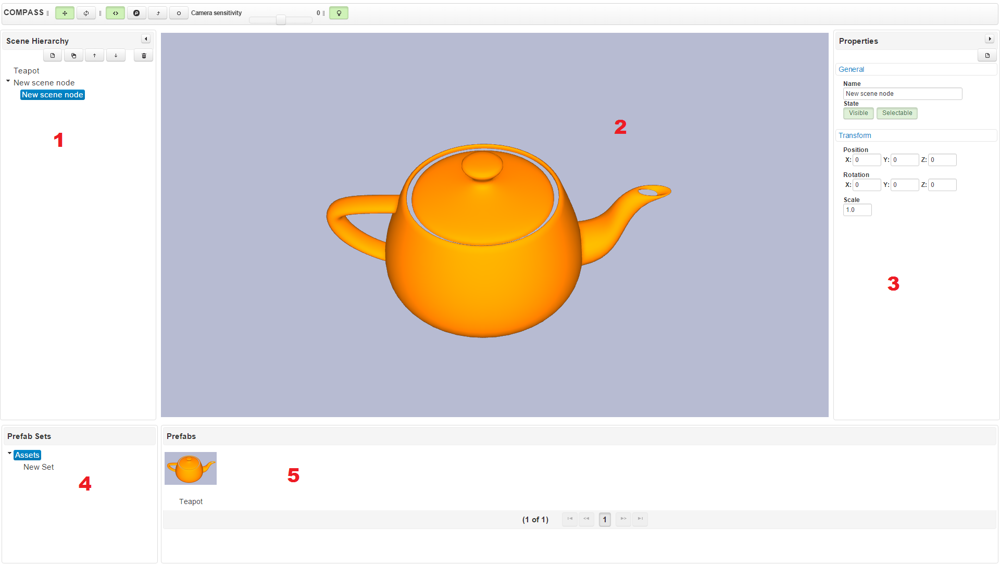 COMPASS
Camera sensitivity 0
Scene Hierarchy
Teapot
New scene node
New scene node
1
2
Properties
General
Name
New scene node
State
Visible Selectable
Transform
Position
X: 0 Y: 0 Z: 0
Rotation
X: 0 Y: 0 Z: 0
Scale
1.0
3
Prefab Sets
Assets
New Set
4
Prefabs
5
Teapot
(1 of 1) 1